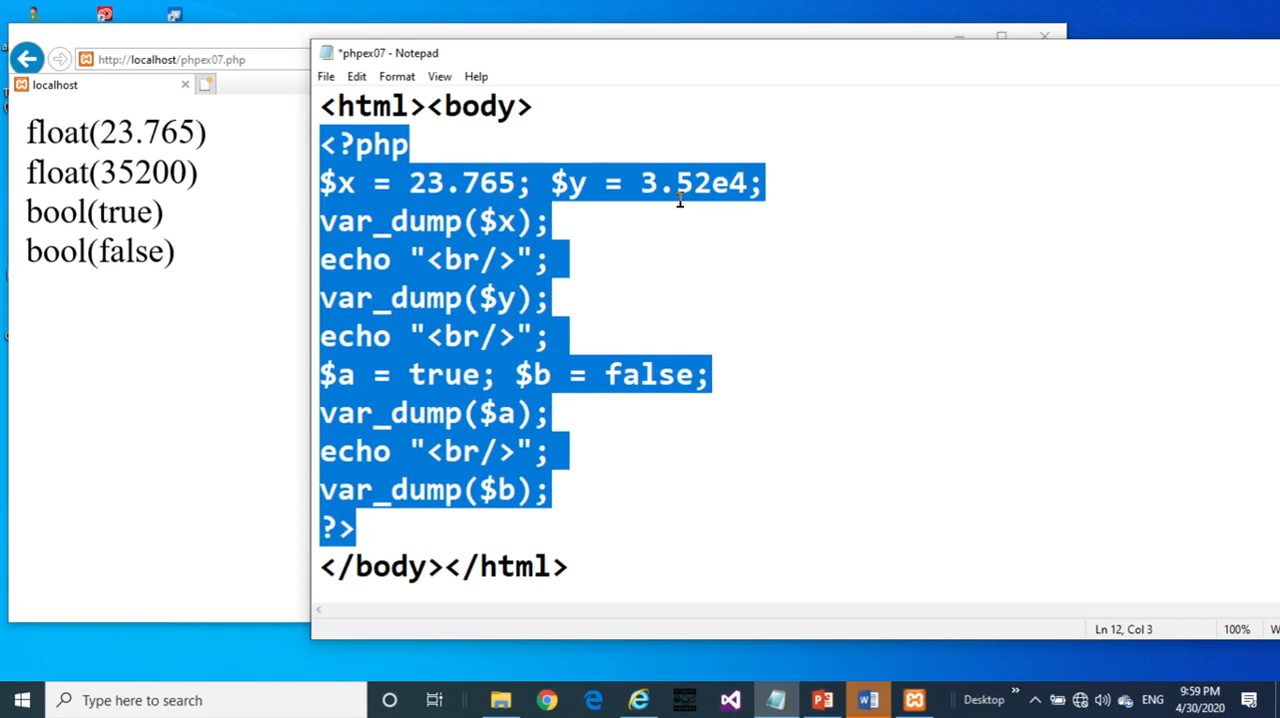 *phpex07 - Notepad
http://localhost/phpex07.php
File Edit Format View Help
localhost
float(23.765)
float(35200)
bool(true)
bool(false)
<html><body>
<?php
$x = 23.765; $y = 3.52e4;
var_dump($x);
echo "<br/>";
var_dump($y);
echo "<br/>";
$a = true; $b = false;
var_dump($a);
echo "<br/>";
var_dump($b);
?>
</body></html>
Ln 12, Col 3
100%
Type here to search
Desktop
ENG
9:59 PM
4/30/2020